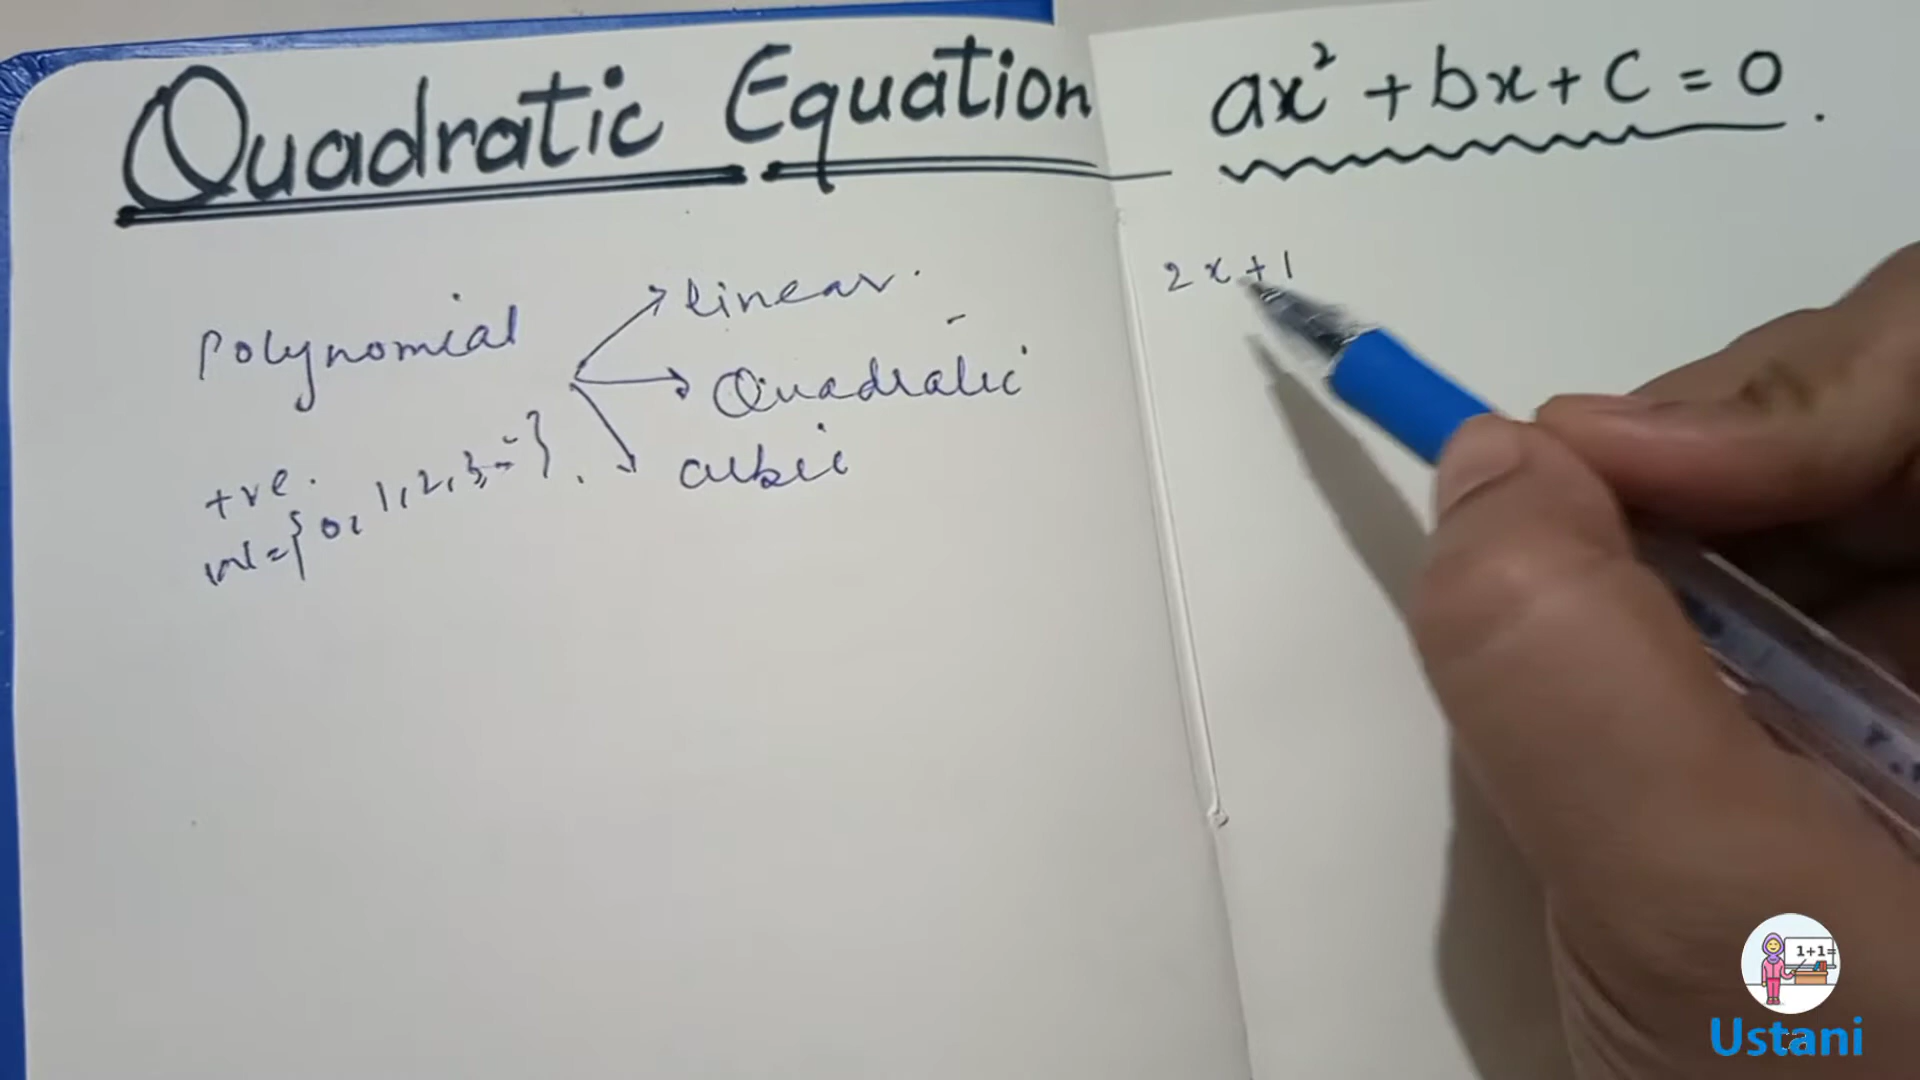 Quadratic Equation
ax² + bx + c = 0.
Polynomial
linear.
Quadratic
cubic
+ve.
W={0, 1, 2, 3, --}.
2x+1
1+1=
Ustani